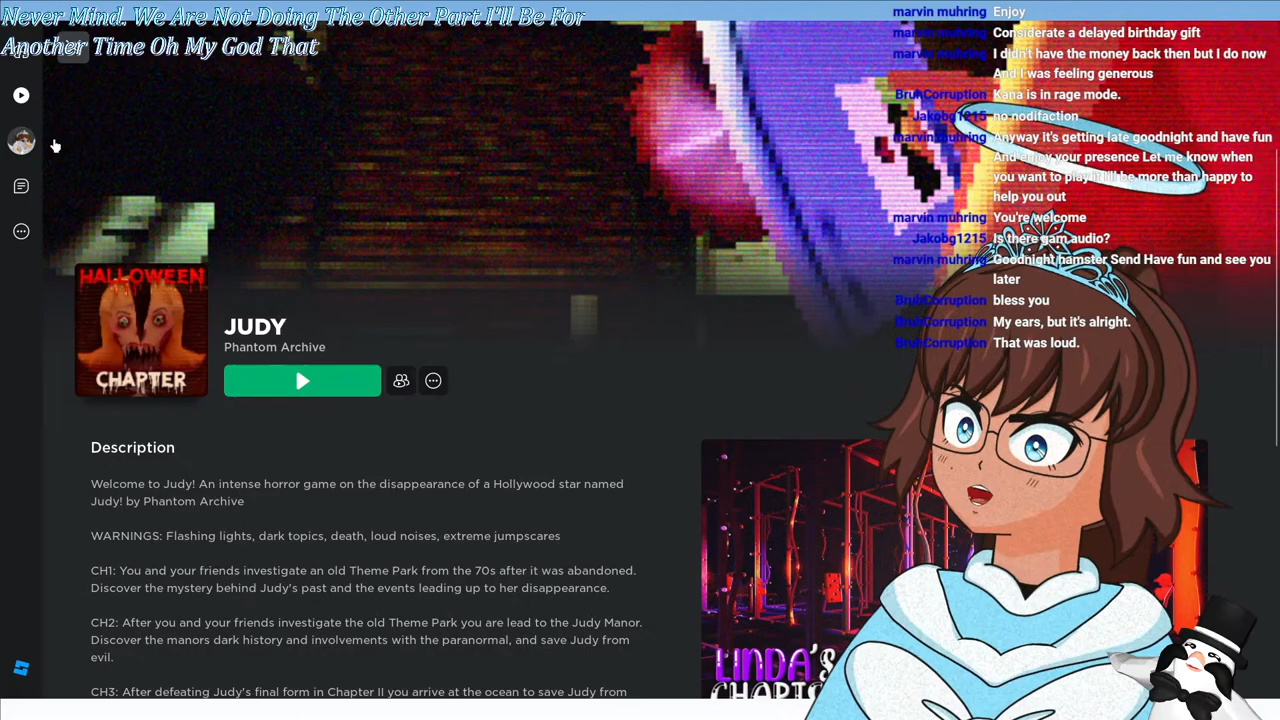 Never Mind. We Are Not Doing The Other Part I'll Be For
Another Time Oh My God That
marvin muhring Enjoy
marvin muhring Considerate a delayed birthday gift
marvin muhring I didn't have the money back then but I do now
And I was feeling generous
BruhCorruption Kana is in rage mode.
Jakobg1215 no nodifaction
marvin muhring Anyway it's getting late goodnight and have fun
And enjoy your presence Let me know when
you want to play it I'll be more than happy to
help you out
marvin muhring You're welcome
Jakobg1215 Is there gam audio?
marvin muhring Goodnight hamster Send Have fun and see you
later
BruhCorruption bless you
BruhCorruption My ears, but it's alright.
BruhCorruption That was loud.
HALLOWEEN
CHAPTER
JUDY
Phantom Archive
Description
Welcome to Judy! An intense horror game on the disappearance of a Hollywood star named
Judy! by Phantom Archive
WARNINGS: Flashing lights, dark topics, death, loud noises, extreme jumpscares
CH1: You and your friends investigate an old Theme Park from the 70s after it was abandoned.
Discover the mystery behind Judy's past and the events leading up to her disappearance.
CH2: After you and your friends investigate the old Theme Park you are lead to the Judy Manor.
Discover the manors dark history and involvements with the paranormal, and save Judy from
evil.
CH3: After defeating Judy's final form in Chapter II you arrive at the ocean to save Judy from
LINDA'S